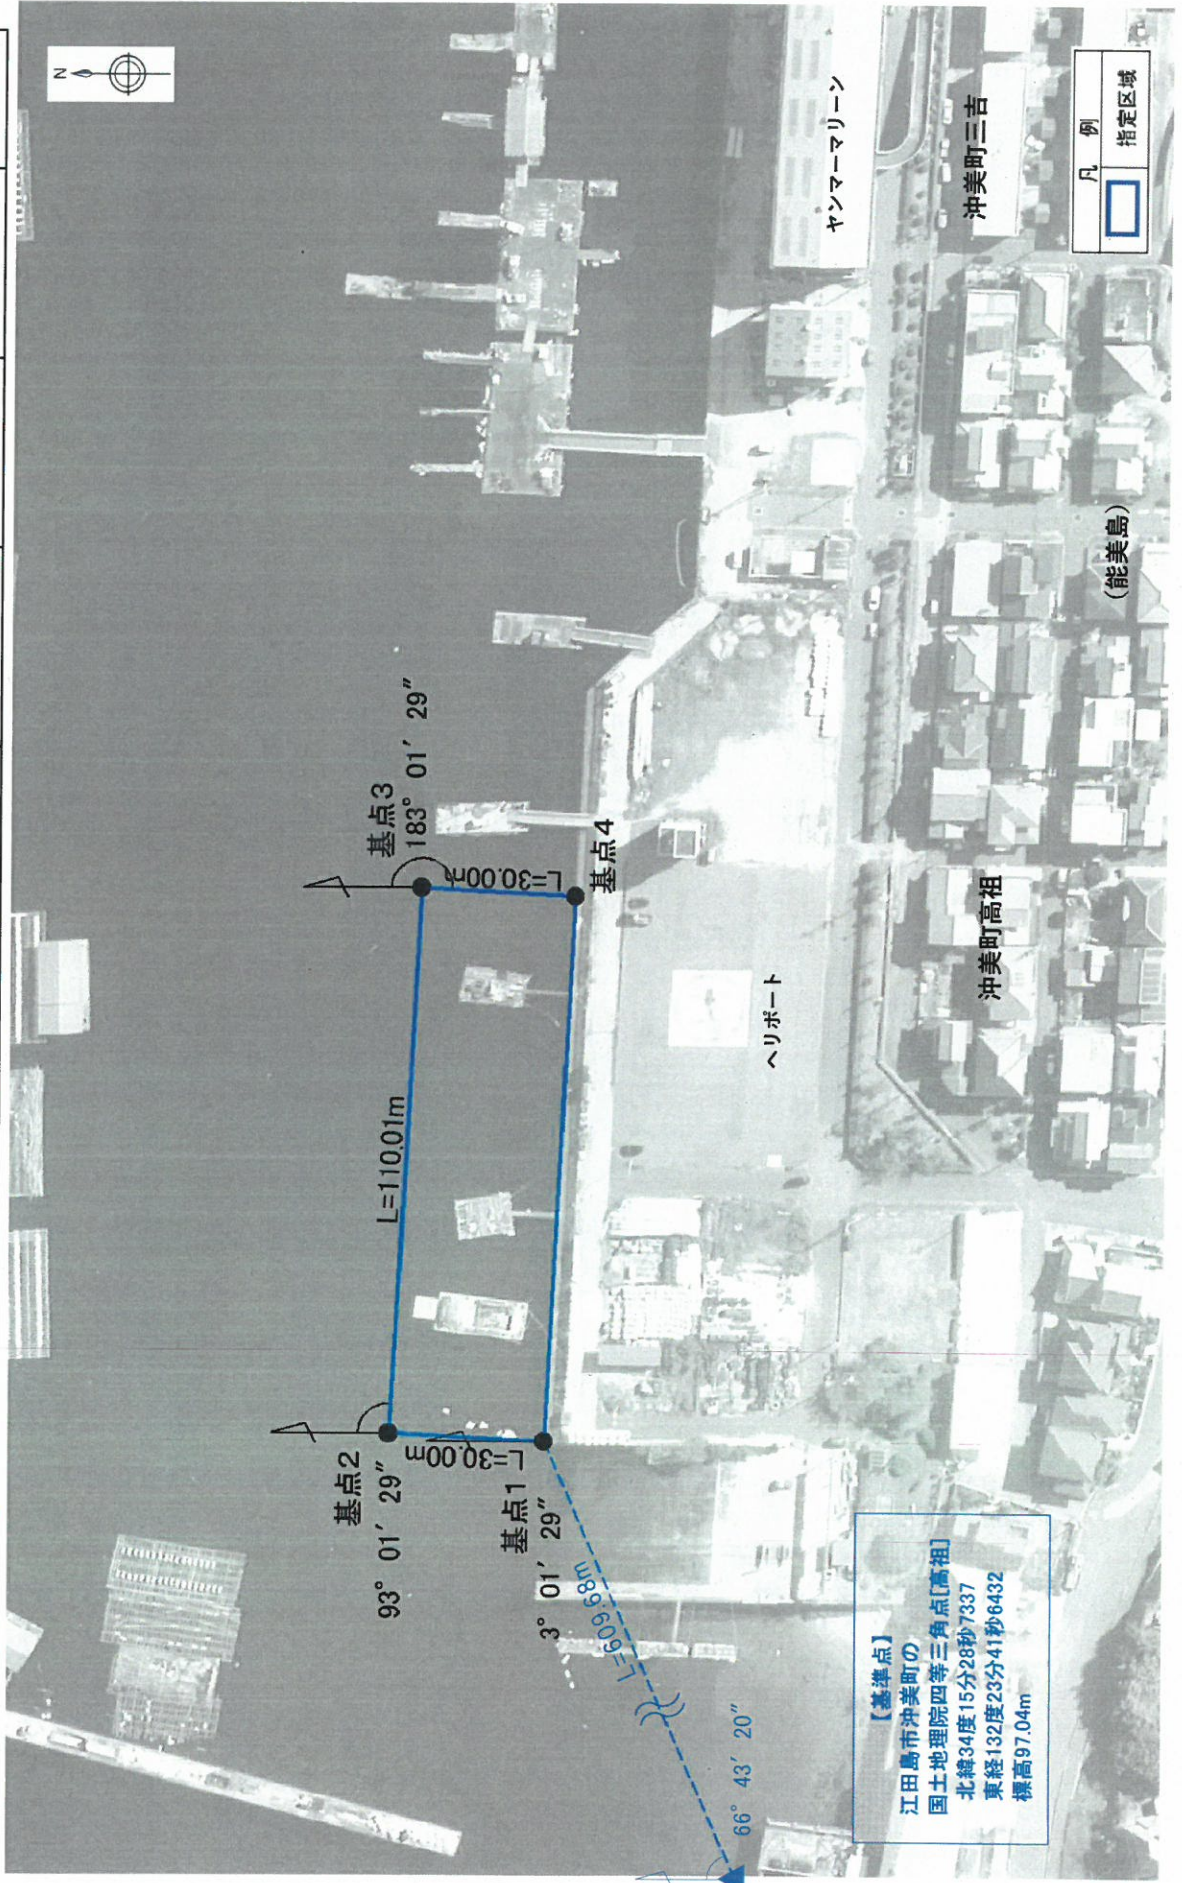 N
ヤンマーマリーン
沖美町三吉
凡 例
指定区域
(能美島)
基点3
183° 01′ 29″
L=30.00m
基点4
L=110.01m
ヘリポート
沖美町高祖
基点2
93° 01′ 29″
L=30.00m
基点1
3° 01′ 29″
L=609.68m
66° 43′ 20″
【基準点】
江田島市沖美町の
国土地理院四等三角点[高祖]
北緯34度15分28秒7337
東経132度23分41秒6432
標高97.04m